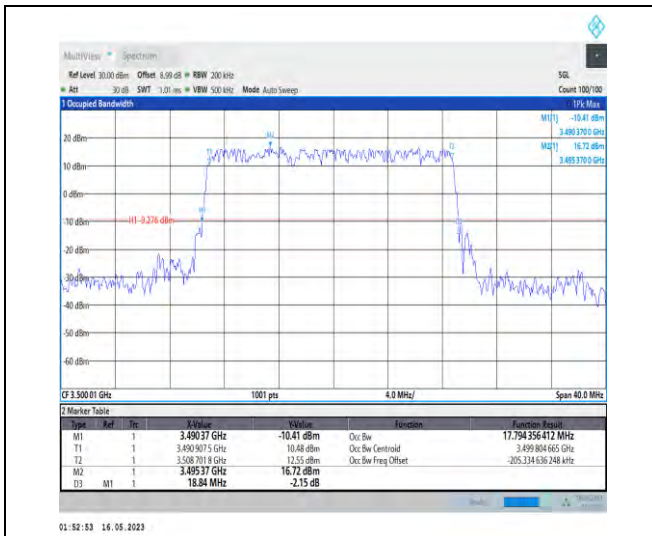 MultiView Spectrum
Ref Level 30.00 dBm Offset 8.99 dB RBW 200 kHz SGL
Att 30 dB SWT 1.01 ms VBW 500 kHz Mode Auto Sweep Count 100/100
1 Occupied Bandwidth 1Pk Max
M1[1] -10.41 dBm
3.490 3700 GHz
M2[1] 16.72 dBm
3.495 3700 GHz
20 dBm
10 dBm
0 dBm
-10 dBm
H1 -9.276 dBm
-20 dBm
-30 dBm
-40 dBm
-50 dBm
-60 dBm
M2
T1
T2
M1
CF 3.500 01 GHz 1001 pts 4.0 MHz/ Span 40.0 MHz
2 Marker Table
Type Ref Trc X-Value Y-Value Function Function Result
M1 1 3.49037 GHz -10.41 dBm Occ Bw 17.794 356 412 MHz
T1 1 3.490 907 5 GHz 10.48 dBm Occ Bw Centroid 3.499 804 665 GHz
T2 1 3.508 701 8 GHz 12.55 dBm Occ Bw Freq Offset -205.334 636 248 kHz
M2 1 3.49537 GHz 16.72 dBm
D3 M1 1 18.84 MHz -2.15 dB
01:52:53 16.05.2023